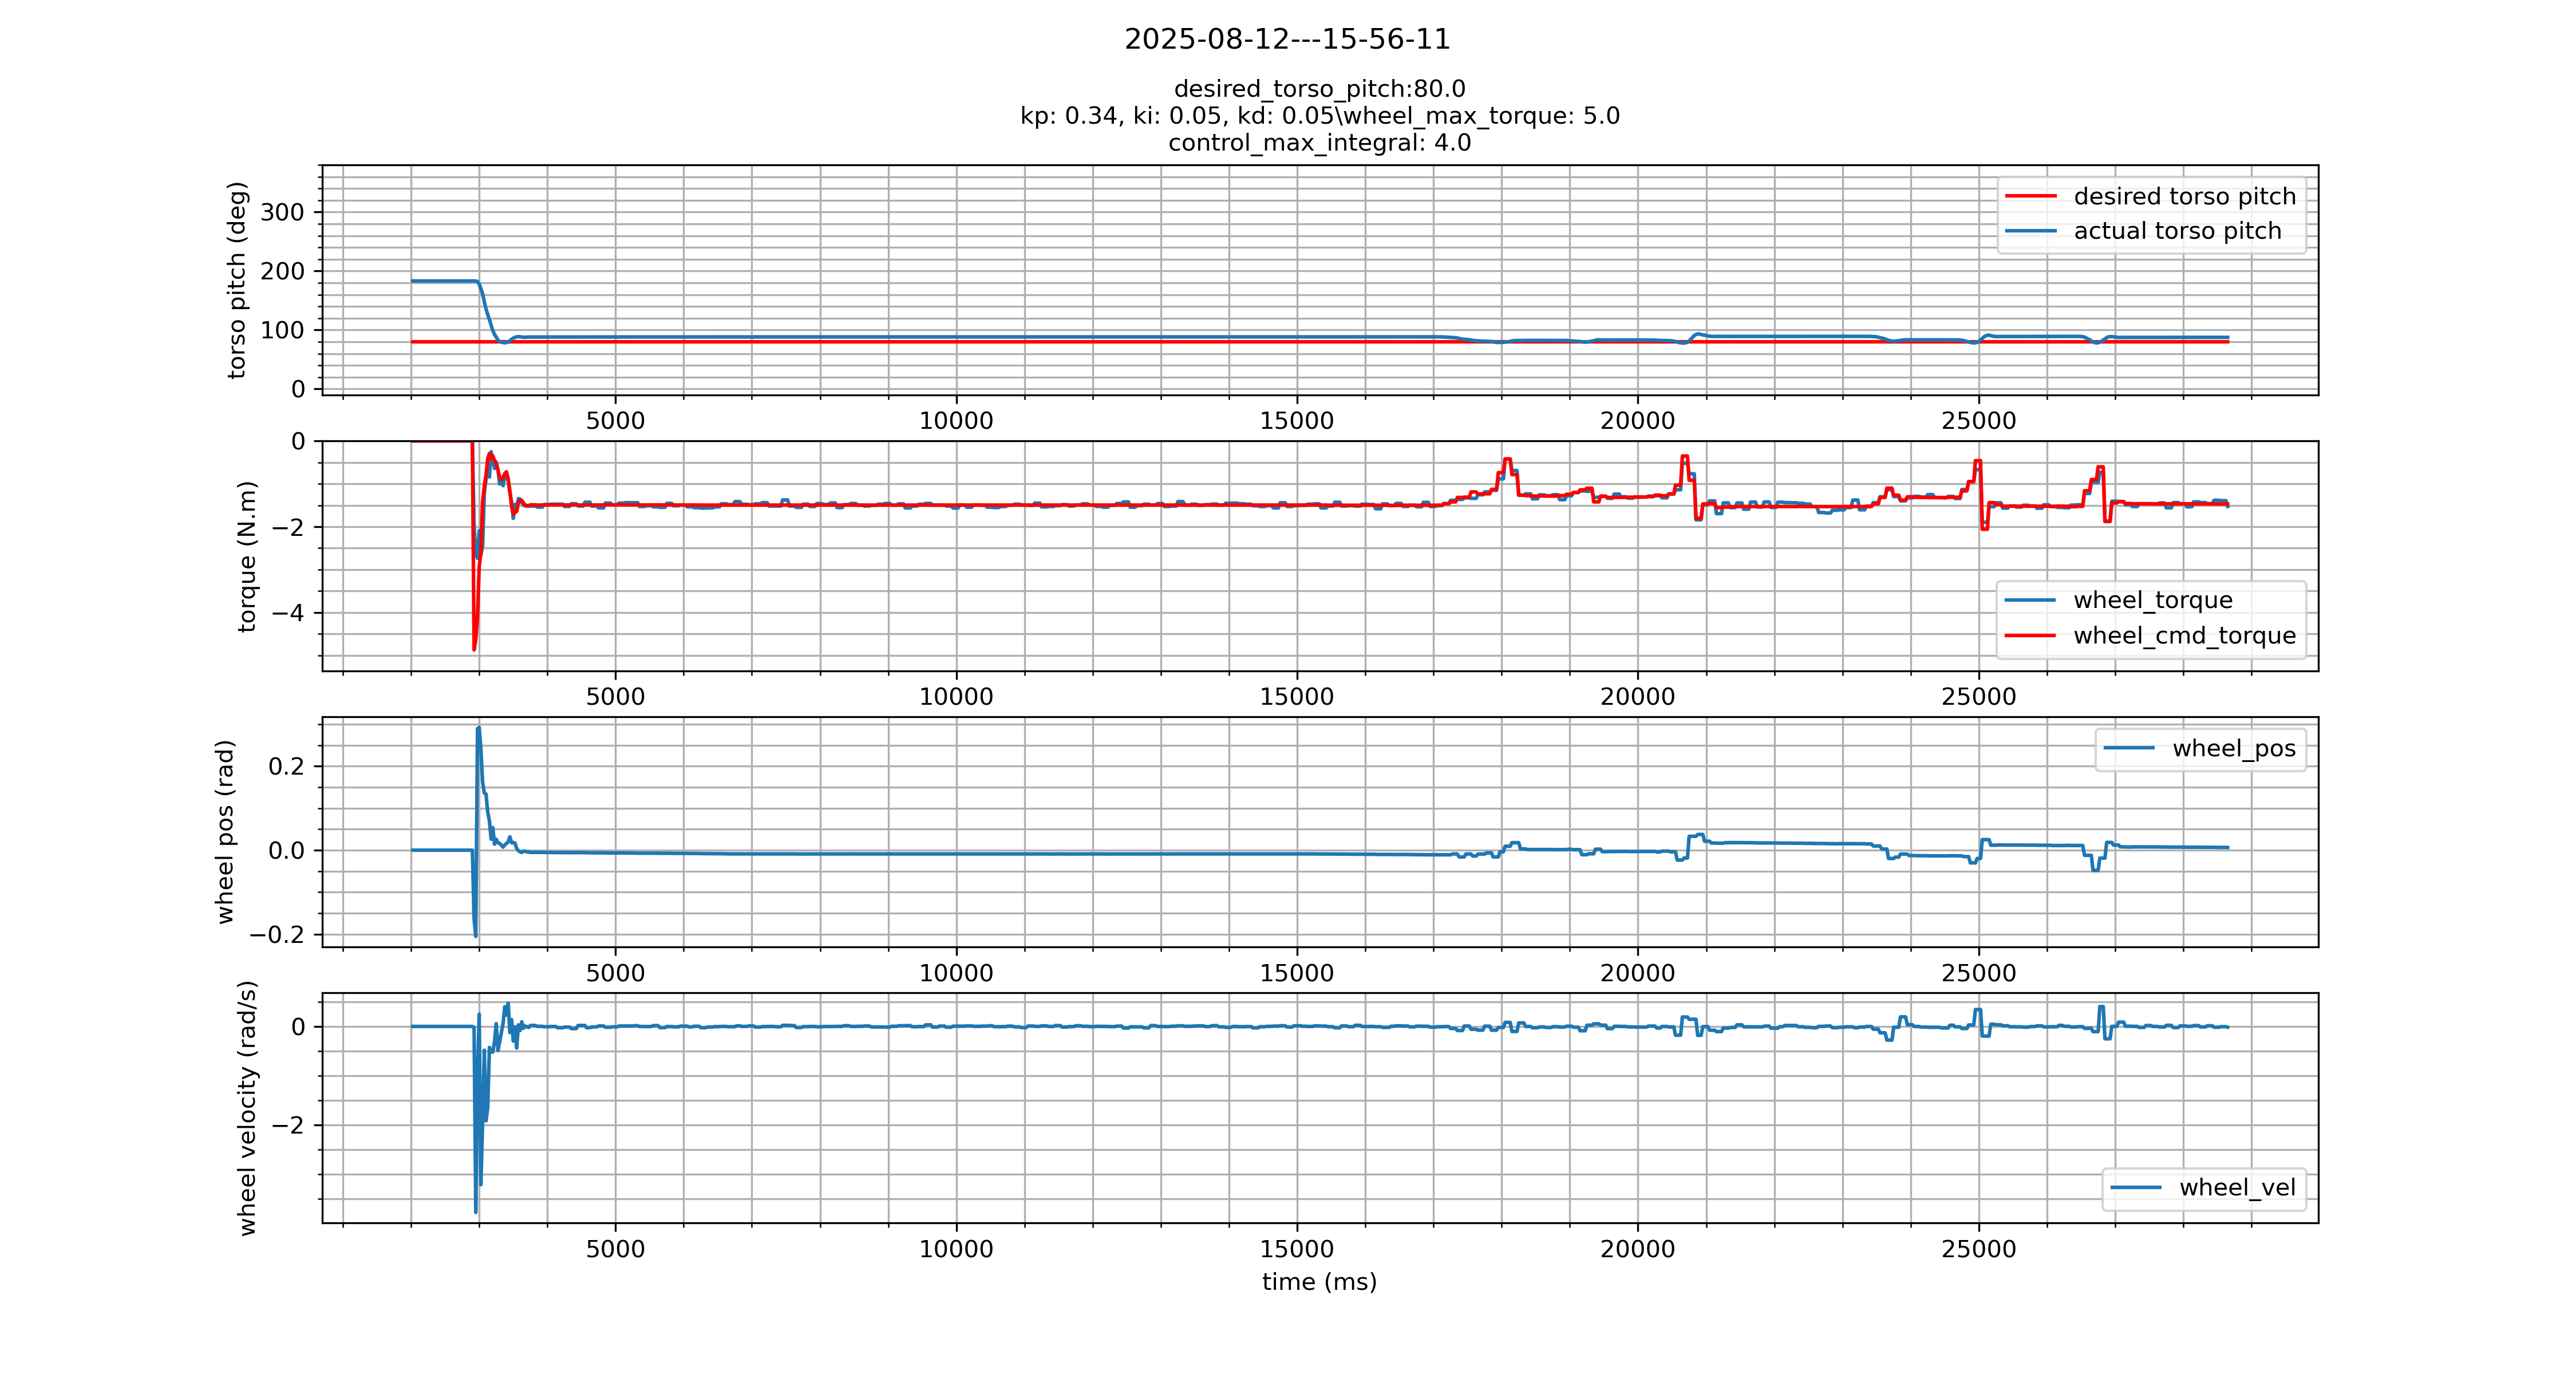 2025-08-12---15-56-11
desired_torso_pitch:80.0
kp: 0.34, ki: 0.05, kd: 0.05\wheel_max_torque: 5.0
control_max_integral: 4.0
torso pitch (deg)
300
200
100
0
desired torso pitch
actual torso pitch
5000 10000 15000 20000 25000
torque (N.m)
0
−2
−4
wheel_torque
wheel_cmd_torque
5000 10000 15000 20000 25000
wheel pos (rad)
0.2
0.0
−0.2
wheel_pos
5000 10000 15000 20000 25000
wheel velocity (rad/s)
0
−2
wheel_vel
5000 10000 15000 20000 25000
time (ms)